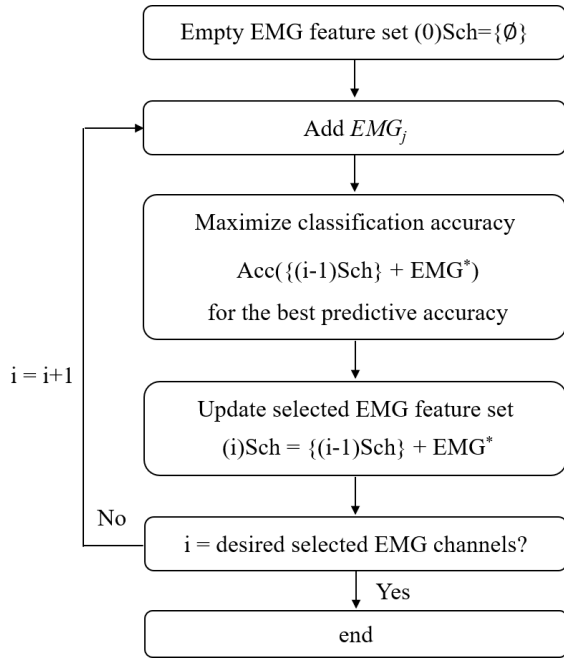 Empty EMG feature set (0)Sch={∅}
Add EMGⱼ
Maximize classification accuracy
Acc({(i-1)Sch} + EMG*)
for the best predictive accuracy
i = i+1
Update selected EMG feature set
(i)Sch = {(i-1)Sch} + EMG*
No
i = desired selected EMG channels?
Yes
end